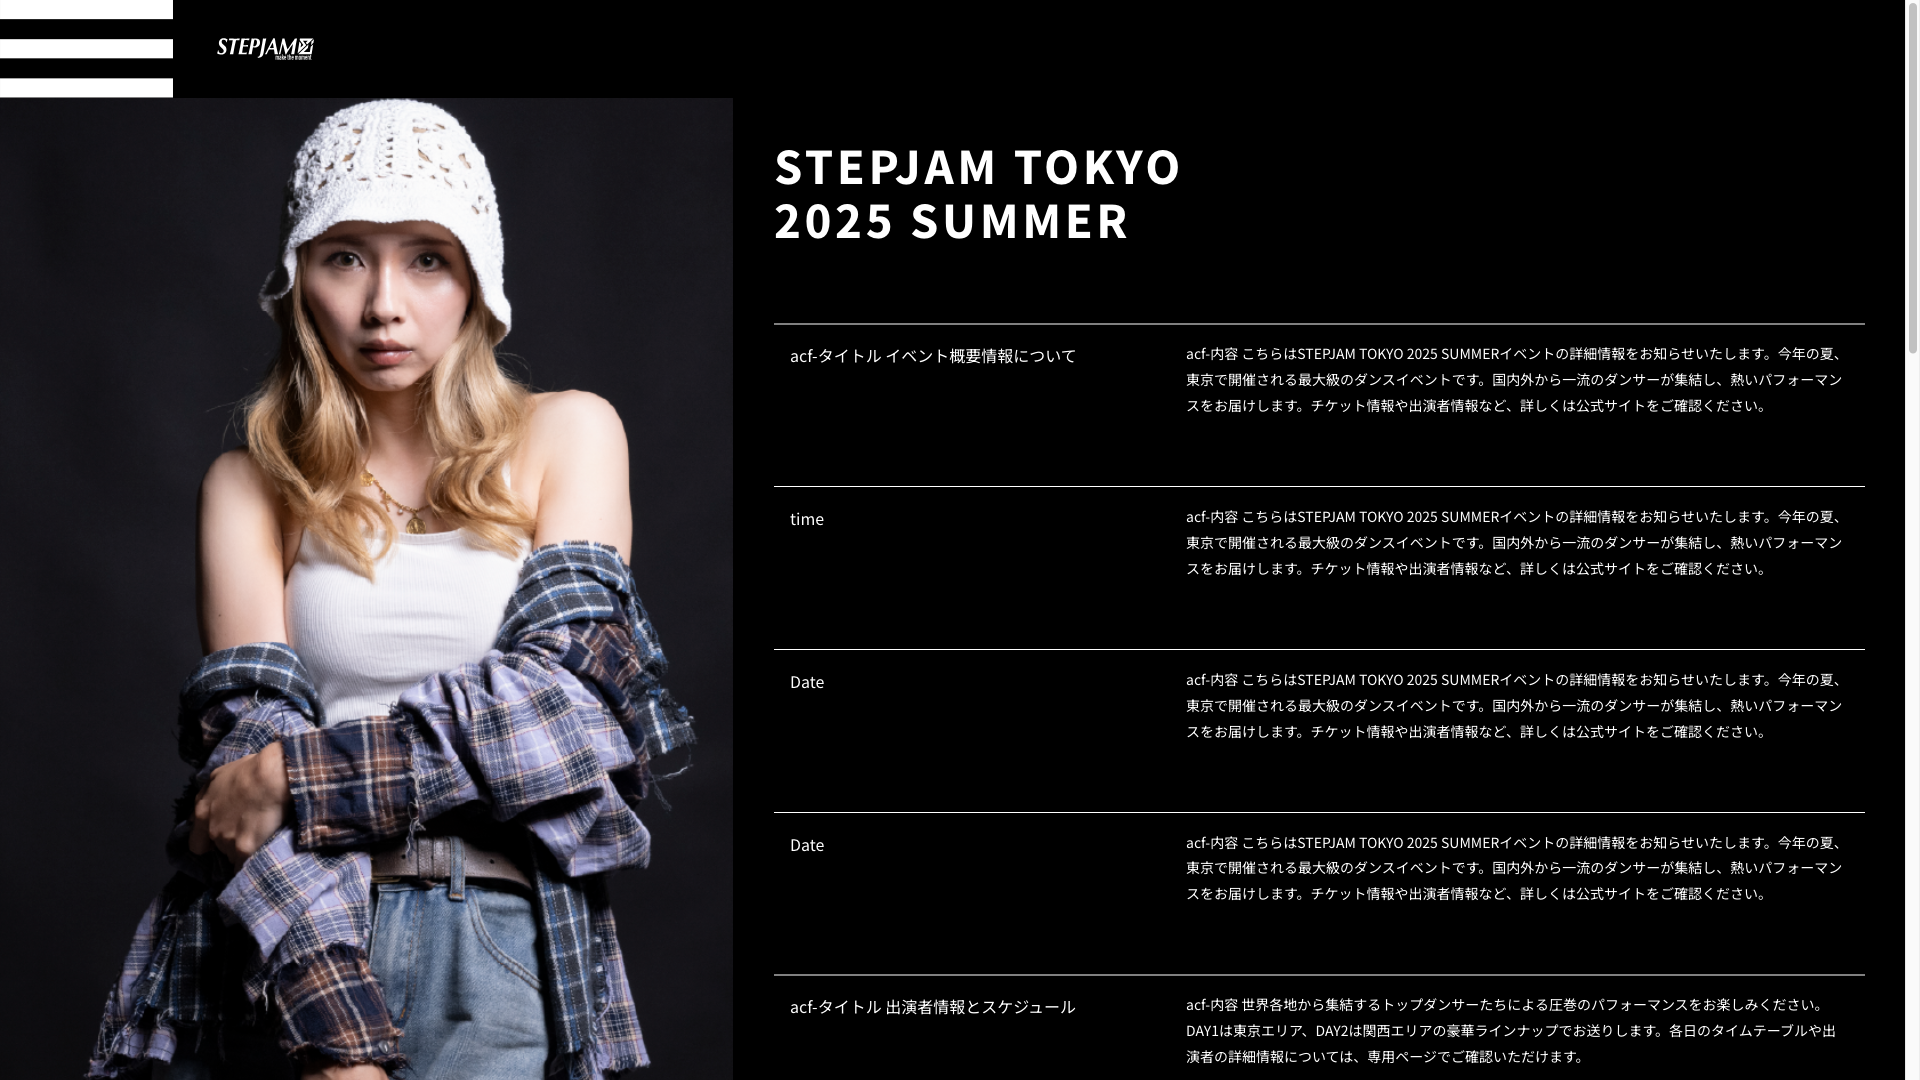 STEPJAM
make the moment
STEPJAM TOKYO
2025 SUMMER
acf-タイトル イベント概要情報について
acf-内容 こちらはSTEPJAM TOKYO 2025 SUMMERイベントの詳細情報をお知らせいたします。今年の夏、
東京で開催される最大級のダンスイベントです。国内外から一流のダンサーが集結し、熱いパフォーマン
スをお届けします。チケット情報や出演者情報など、詳しくは公式サイトをご確認ください。
time
acf-内容 こちらはSTEPJAM TOKYO 2025 SUMMERイベントの詳細情報をお知らせいたします。今年の夏、
東京で開催される最大級のダンスイベントです。国内外から一流のダンサーが集結し、熱いパフォーマン
スをお届けします。チケット情報や出演者情報など、詳しくは公式サイトをご確認ください。
Date
acf-内容 こちらはSTEPJAM TOKYO 2025 SUMMERイベントの詳細情報をお知らせいたします。今年の夏、
東京で開催される最大級のダンスイベントです。国内外から一流のダンサーが集結し、熱いパフォーマン
スをお届けします。チケット情報や出演者情報など、詳しくは公式サイトをご確認ください。
Date
acf-内容 こちらはSTEPJAM TOKYO 2025 SUMMERイベントの詳細情報をお知らせいたします。今年の夏、
東京で開催される最大級のダンスイベントです。国内外から一流のダンサーが集結し、熱いパフォーマン
スをお届けします。チケット情報や出演者情報など、詳しくは公式サイトをご確認ください。
acf-タイトル 出演者情報とスケジュール
acf-内容 世界各地から集結するトップダンサーたちによる圧巻のパフォーマンスをお楽しみください。
DAY1は東京エリア、DAY2は関西エリアの豪華ラインナップでお送りします。各日のタイムテーブルや出
演者の詳細情報については、専用ページでご確認いただけます。